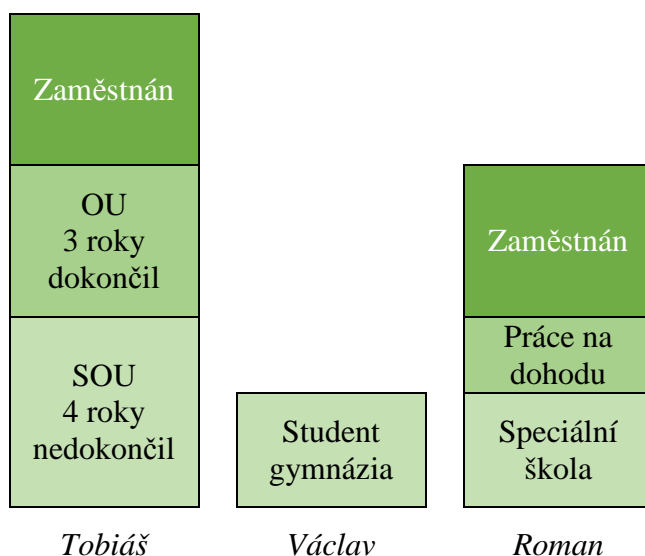 Zaměstnán
OU
3 roky
dokončil
SOU
4 roky
nedokončil
Tobiáš
Student
gymnázia
Václav
Zaměstnán
Práce na
dohodu
Speciální
škola
Roman